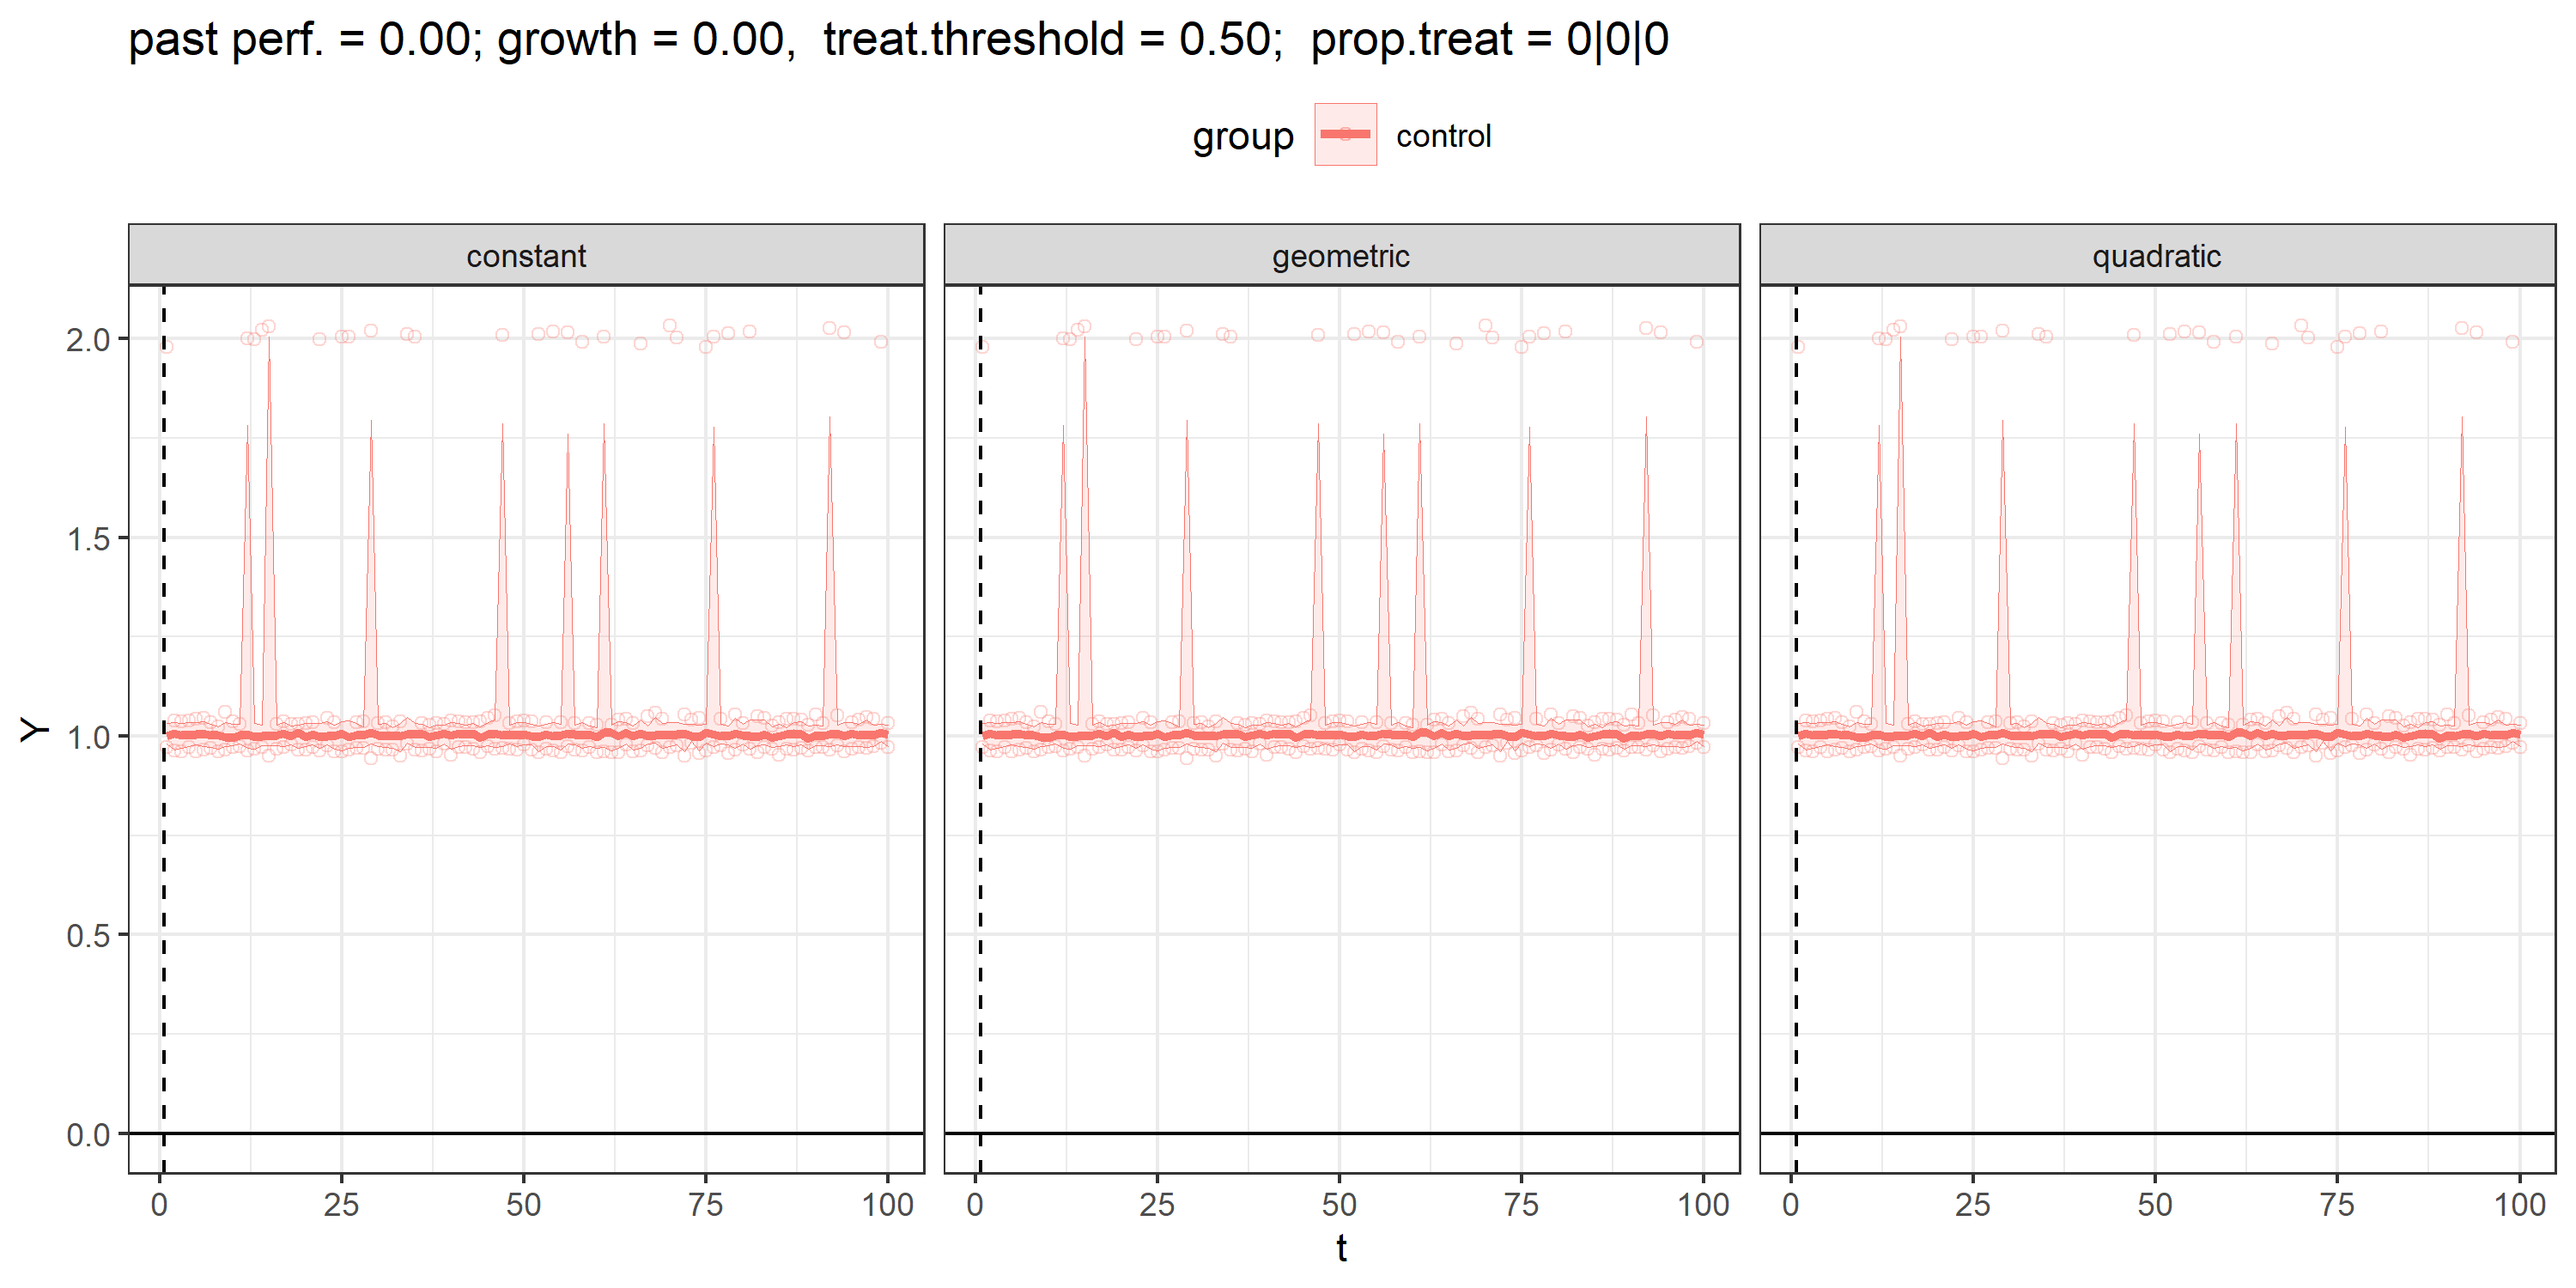 past perf. = 0.00; growth = 0.00,  treat.threshold = 0.50;  prop.treat = 0|0|0
group control
constant geometric quadratic
Y
2.0
1.5
1.0
0.5
0.0
0 25 50 75 100 0 25 50 75 100 0 25 50 75 100
t